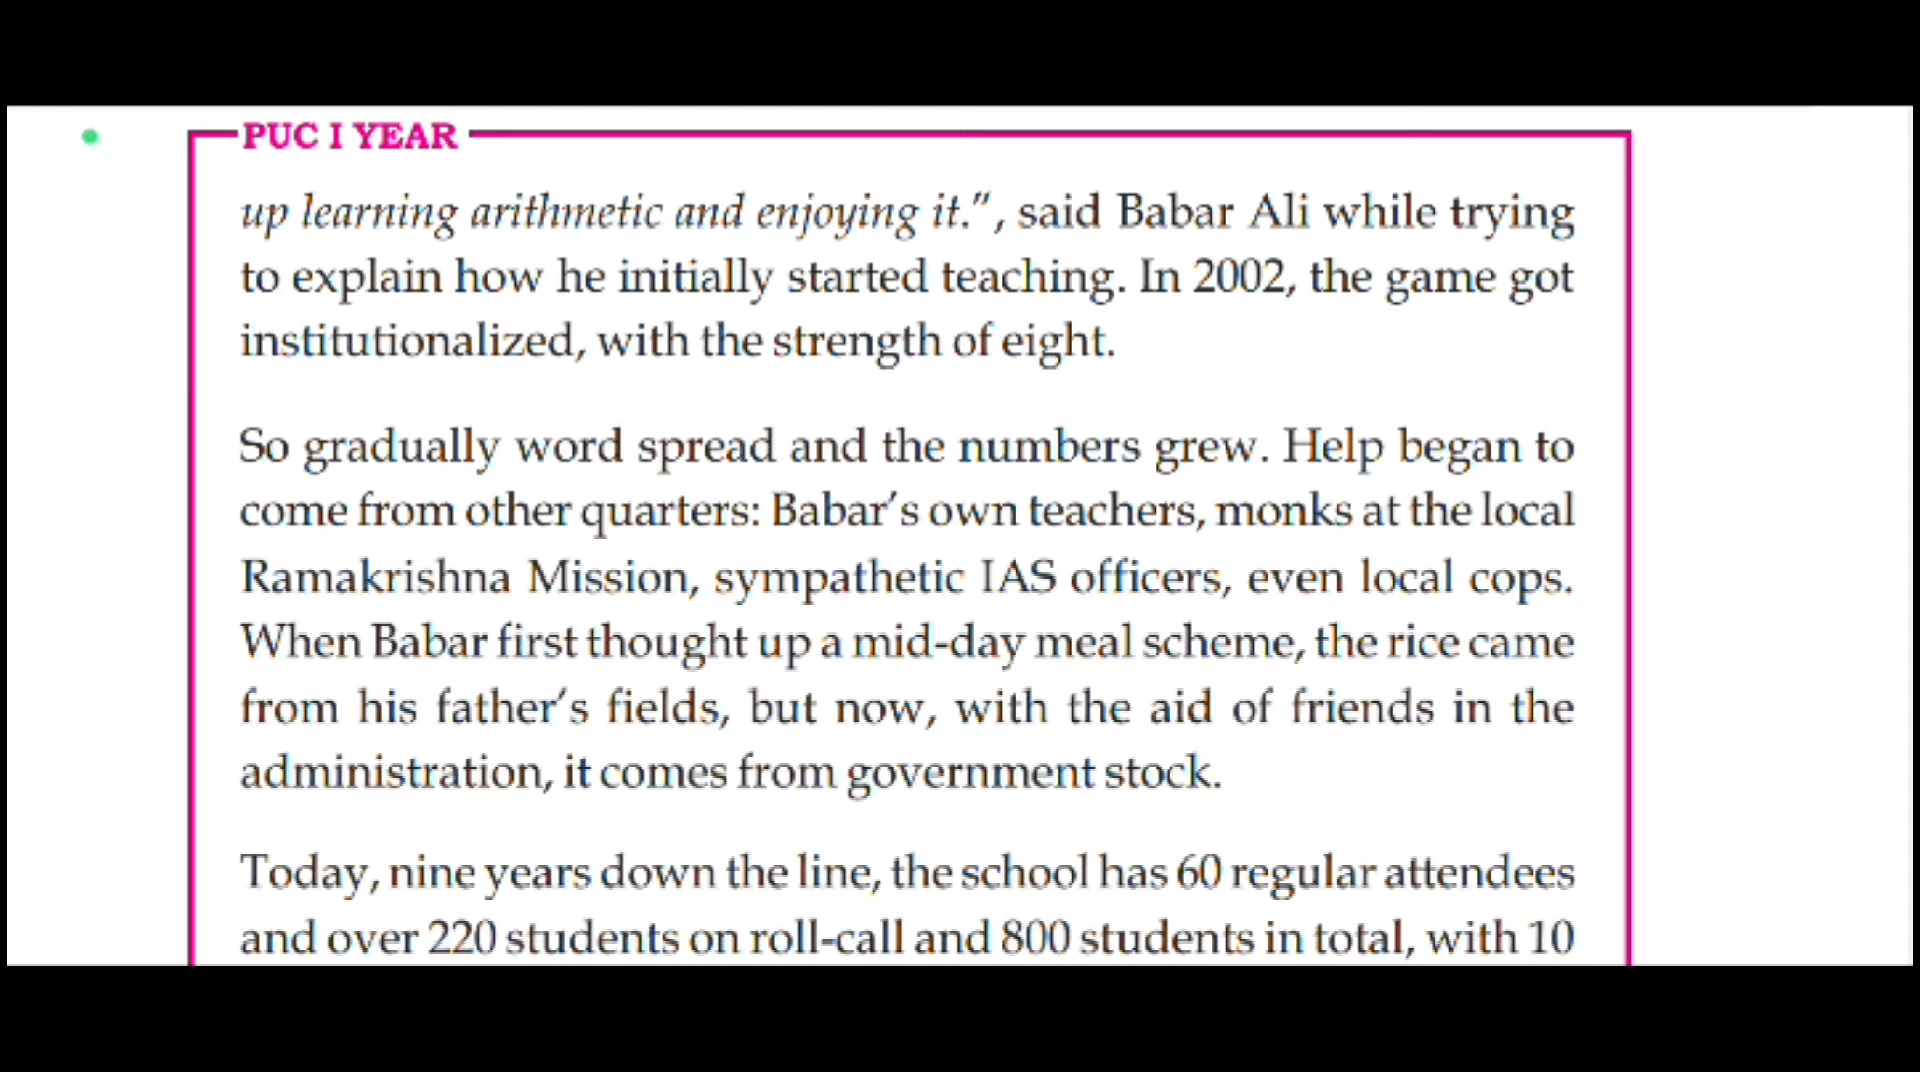 PUC I YEAR
up learning arithmetic and enjoying it.”, said Babar Ali while trying
to explain how he initially started teaching. In 2002, the game got
institutionalized, with the strength of eight.
So gradually word spread and the numbers grew. Help began to
come from other quarters: Babar’s own teachers, monks at the local
Ramakrishna Mission, sympathetic IAS officers, even local cops.
When Babar first thought up a mid-day meal scheme, the rice came
from his father’s fields, but now, with the aid of friends in the
administration, it comes from government stock.
Today, nine years down the line, the school has 60 regular attendees
and over 220 students on roll-call and 800 students in total, with 10